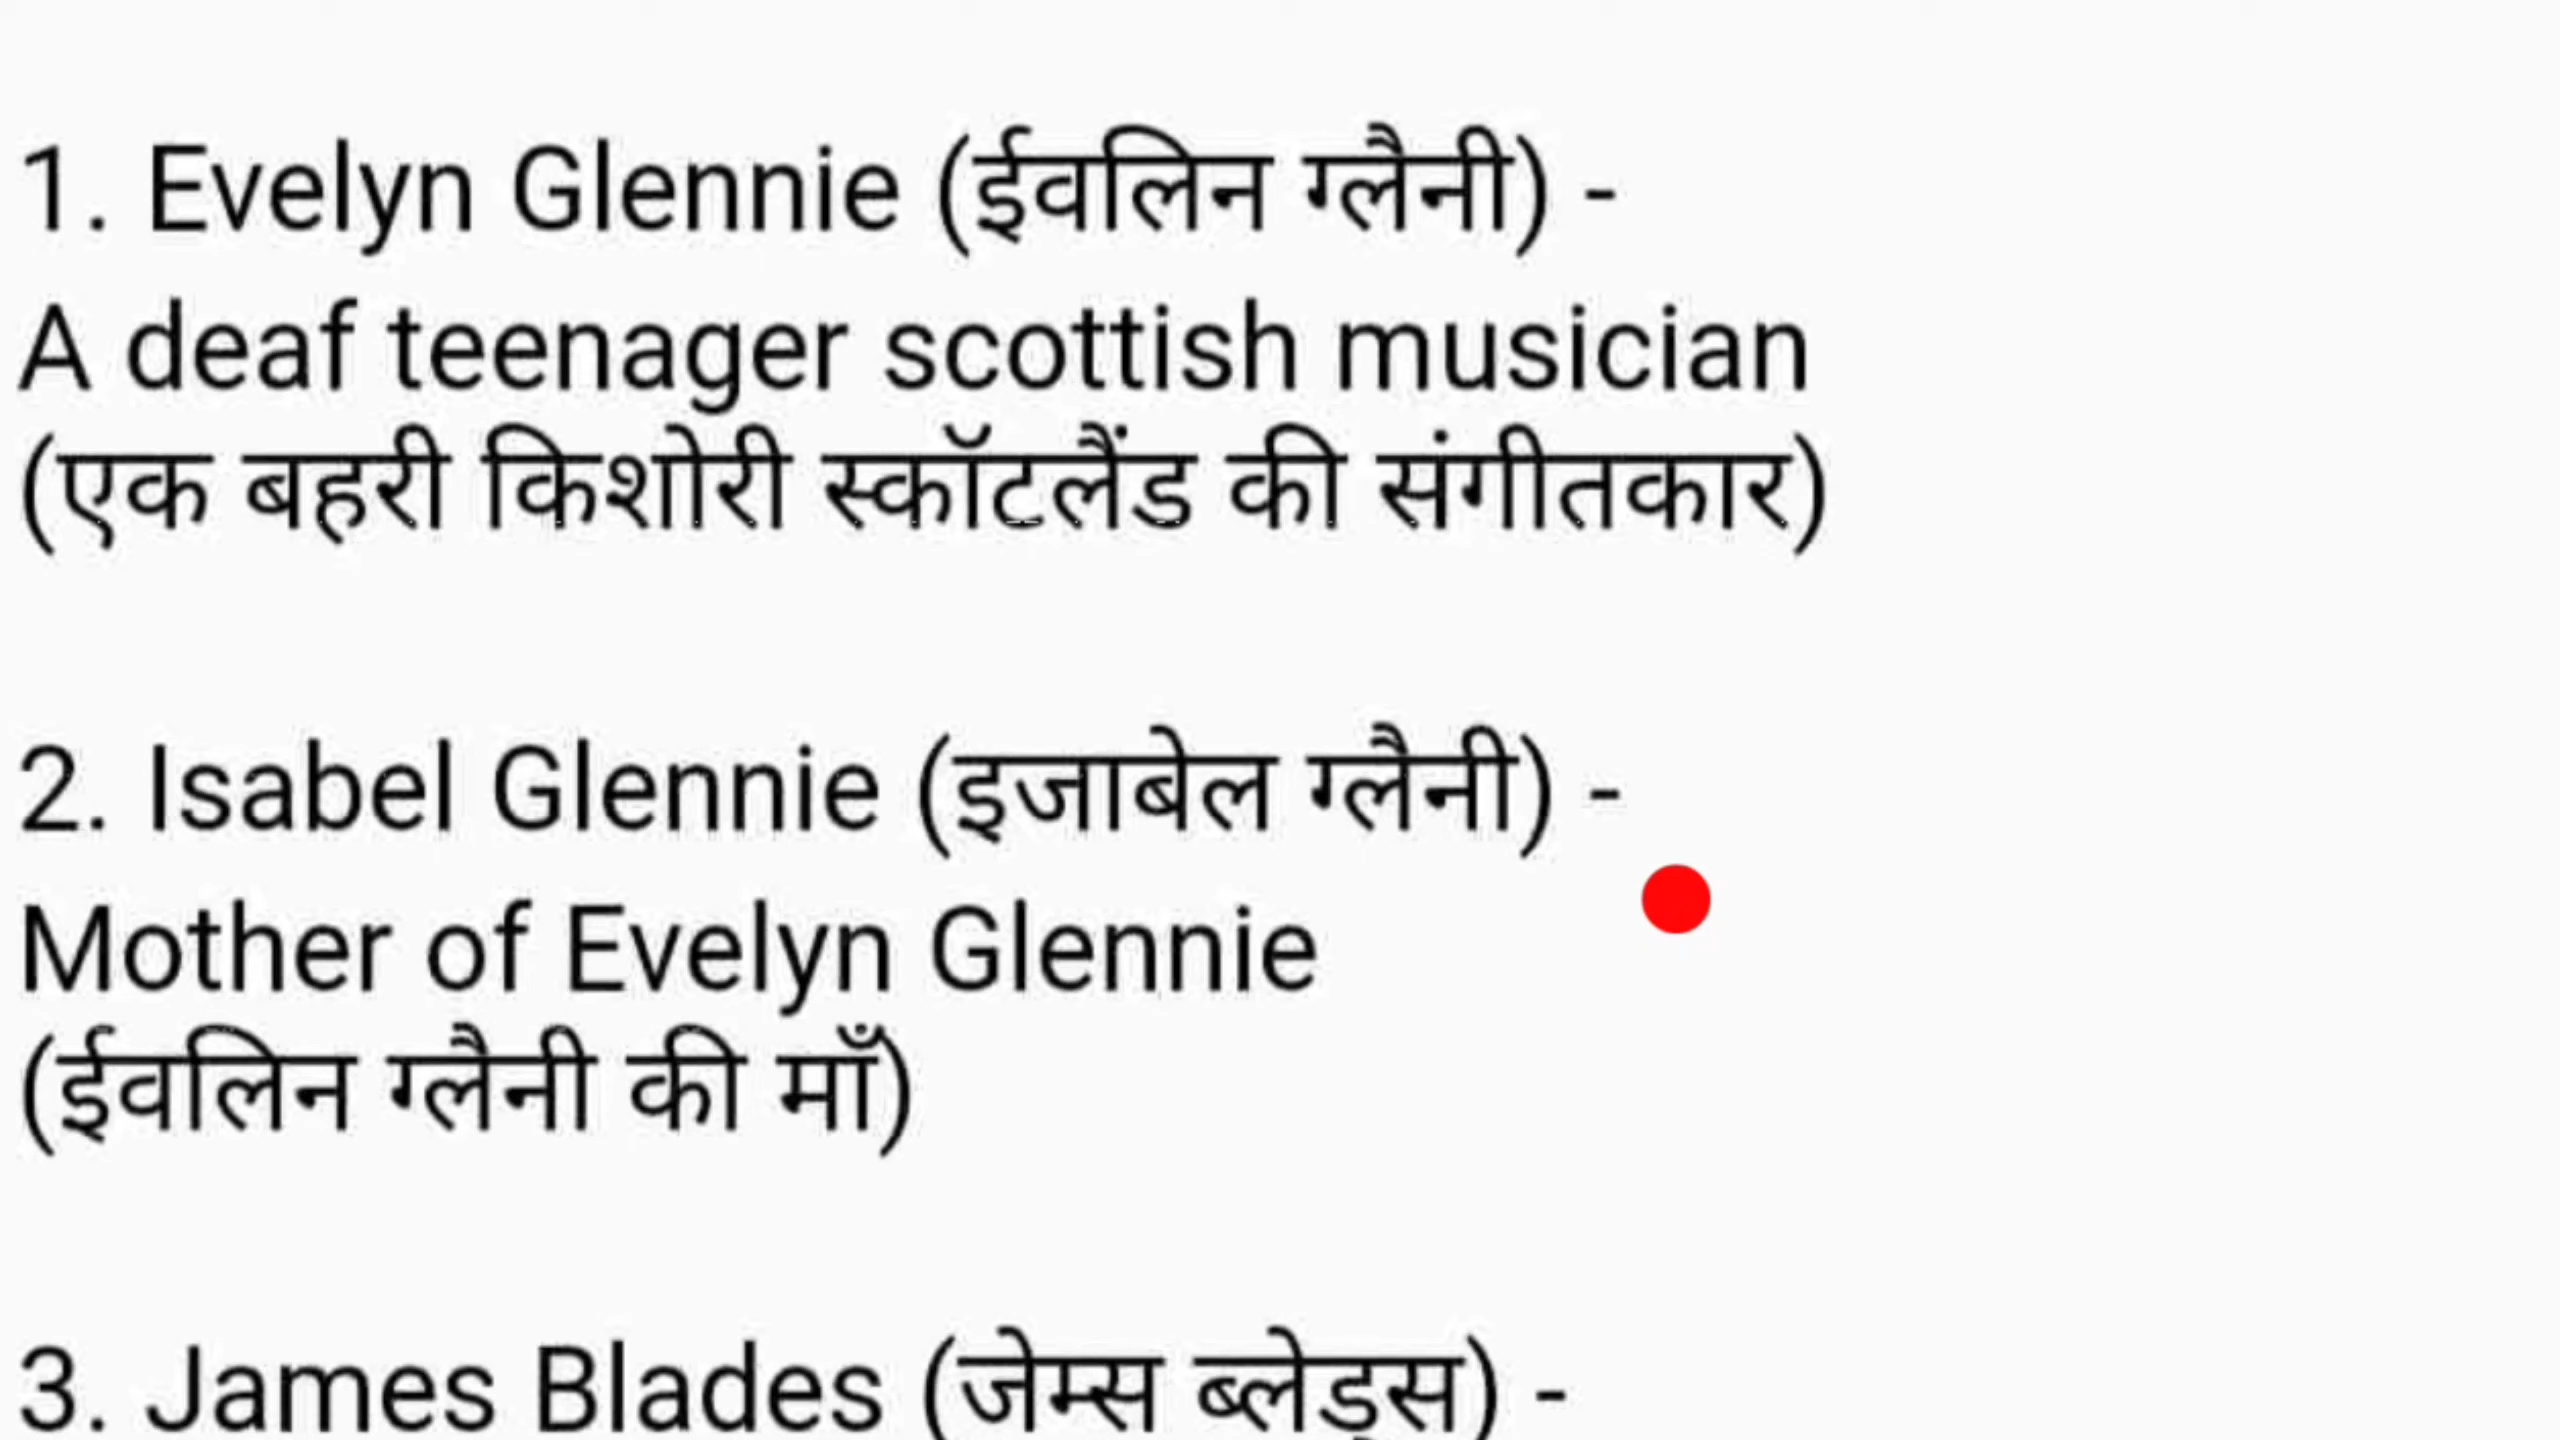 1. Evelyn Glennie (ईवलिन ग्लैनी) -
A deaf teenager scottish musician
(एक बहरी किशोरी स्कॉटलैंड की संगीतकार)
2. Isabel Glennie (इजाबेल ग्लैनी) -
Mother of Evelyn Glennie
(ईवलिन ग्लैनी की माँ)
3. James Blades (जेम्स ब्लेड्स) -